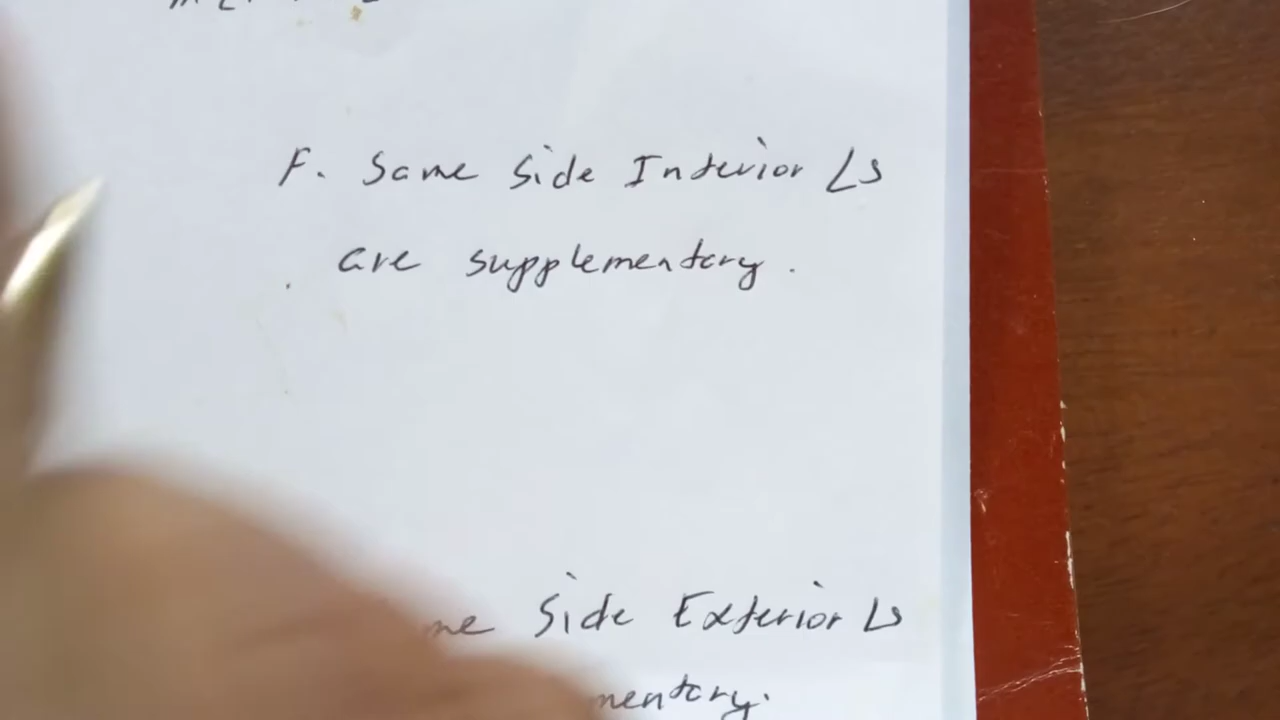 F. Same Side Interior ∠s
are supplementary.
Side Exterior ∠s